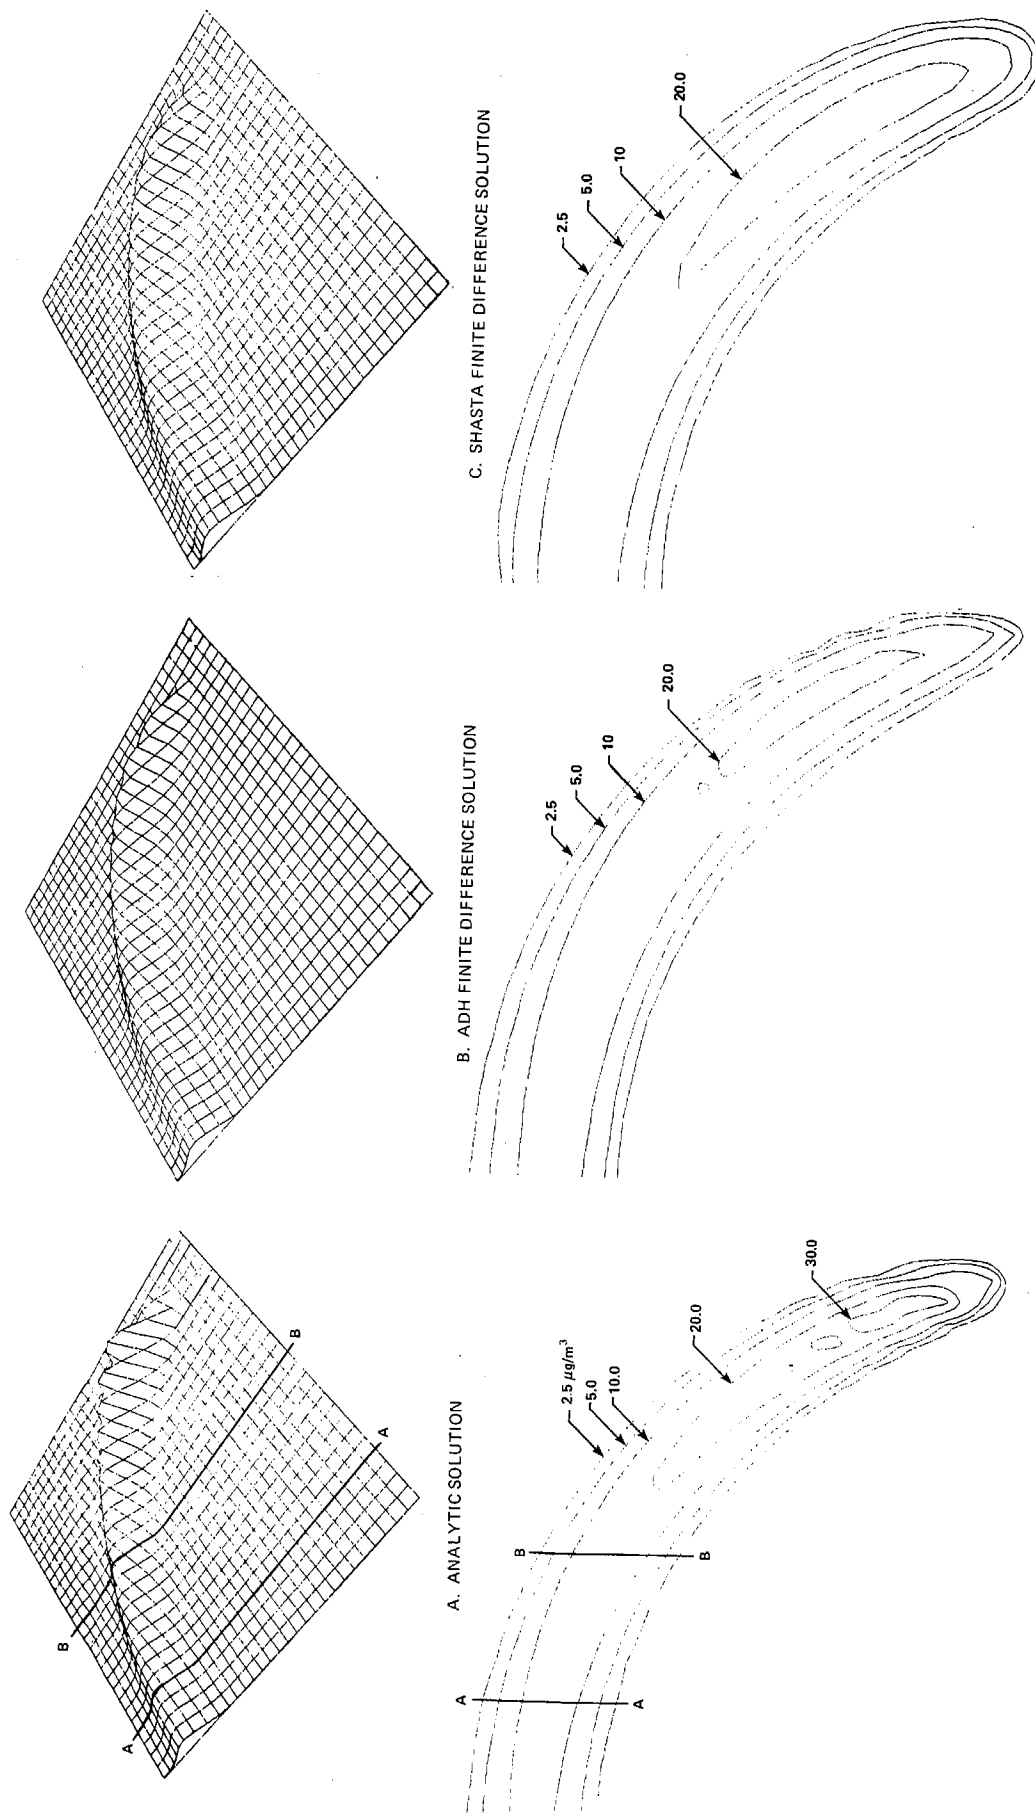 A
B
B
A
A. ANALYTIC SOLUTION
A
A
B
B
2.5 μg/m³
5.0
10.0
20.0
30.0
B. ADH FINITE DIFFERENCE SOLUTION
2.5
5.0
10
20.0
C. SHASTA FINITE DIFFERENCE SOLUTION
2.5
5.0
10
20.0